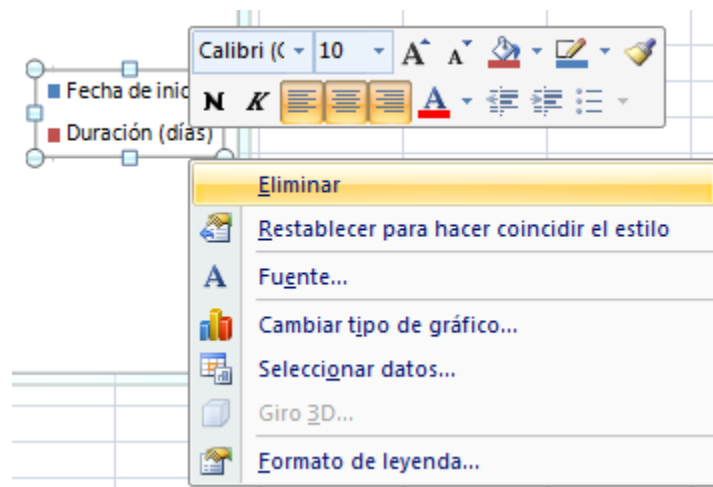 Calibri (( 10 A A
Fecha de inic
N K A
Duración (días)
Eliminar
Restablecer para hacer coincidir el estilo
A Fuente...
Cambiar tipo de gráfico...
Seleccionar datos...
Giro 3D...
Formato de leyenda...